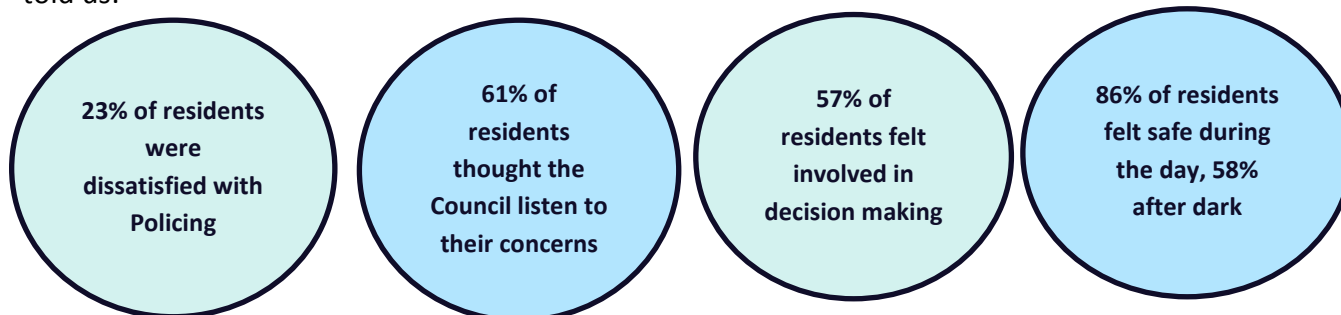 told us:
23% of residents
were
dissatisfied with
Policing
61% of
residents
thought the
Council listen to
their concerns
57% of
residents felt
involved in
decision making
86% of residents
felt safe during
the day, 58%
after dark